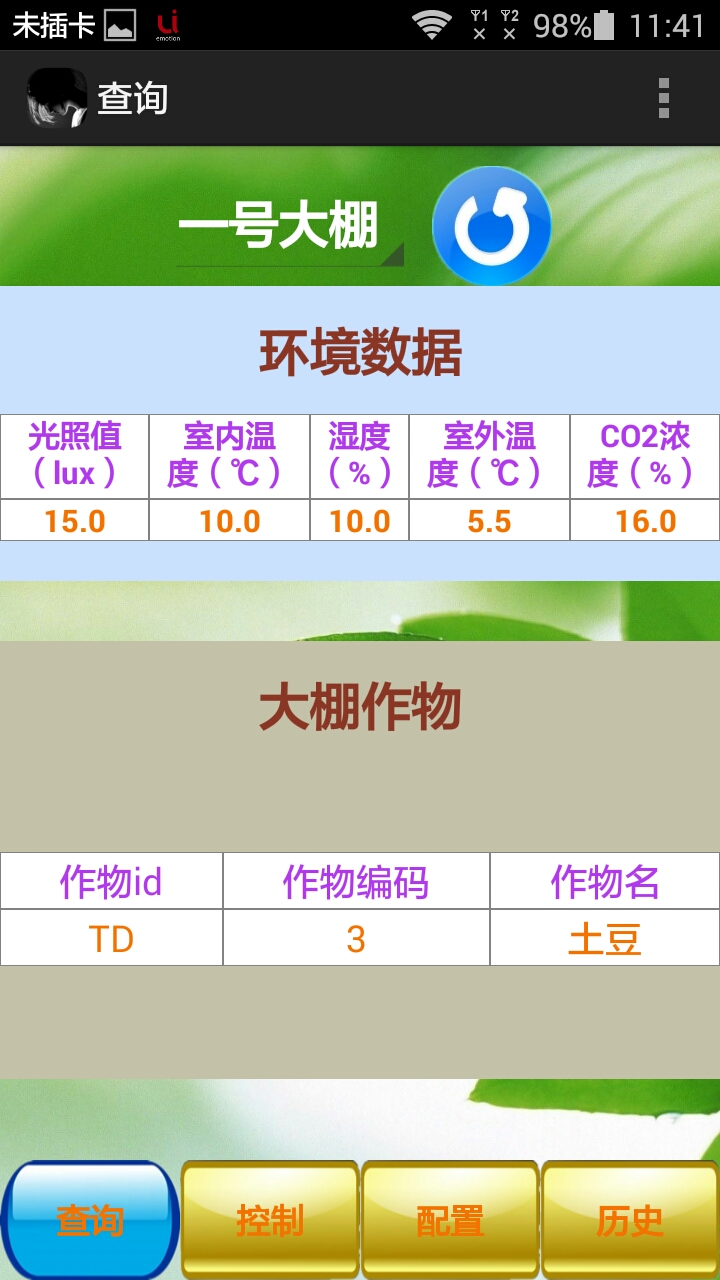 未插卡 Ui emotion 1 2 98% 11:41
查询
一号大棚
环境数据
光照值 室内温 湿度 室外温 CO2浓
（lux） 度（℃） （%） 度（℃） 度（%）
15.0 10.0 10.0 5.5 16.0
大棚作物
作物id 作物编码 作物名
TD 3 土豆
查询 控制 配置 历史